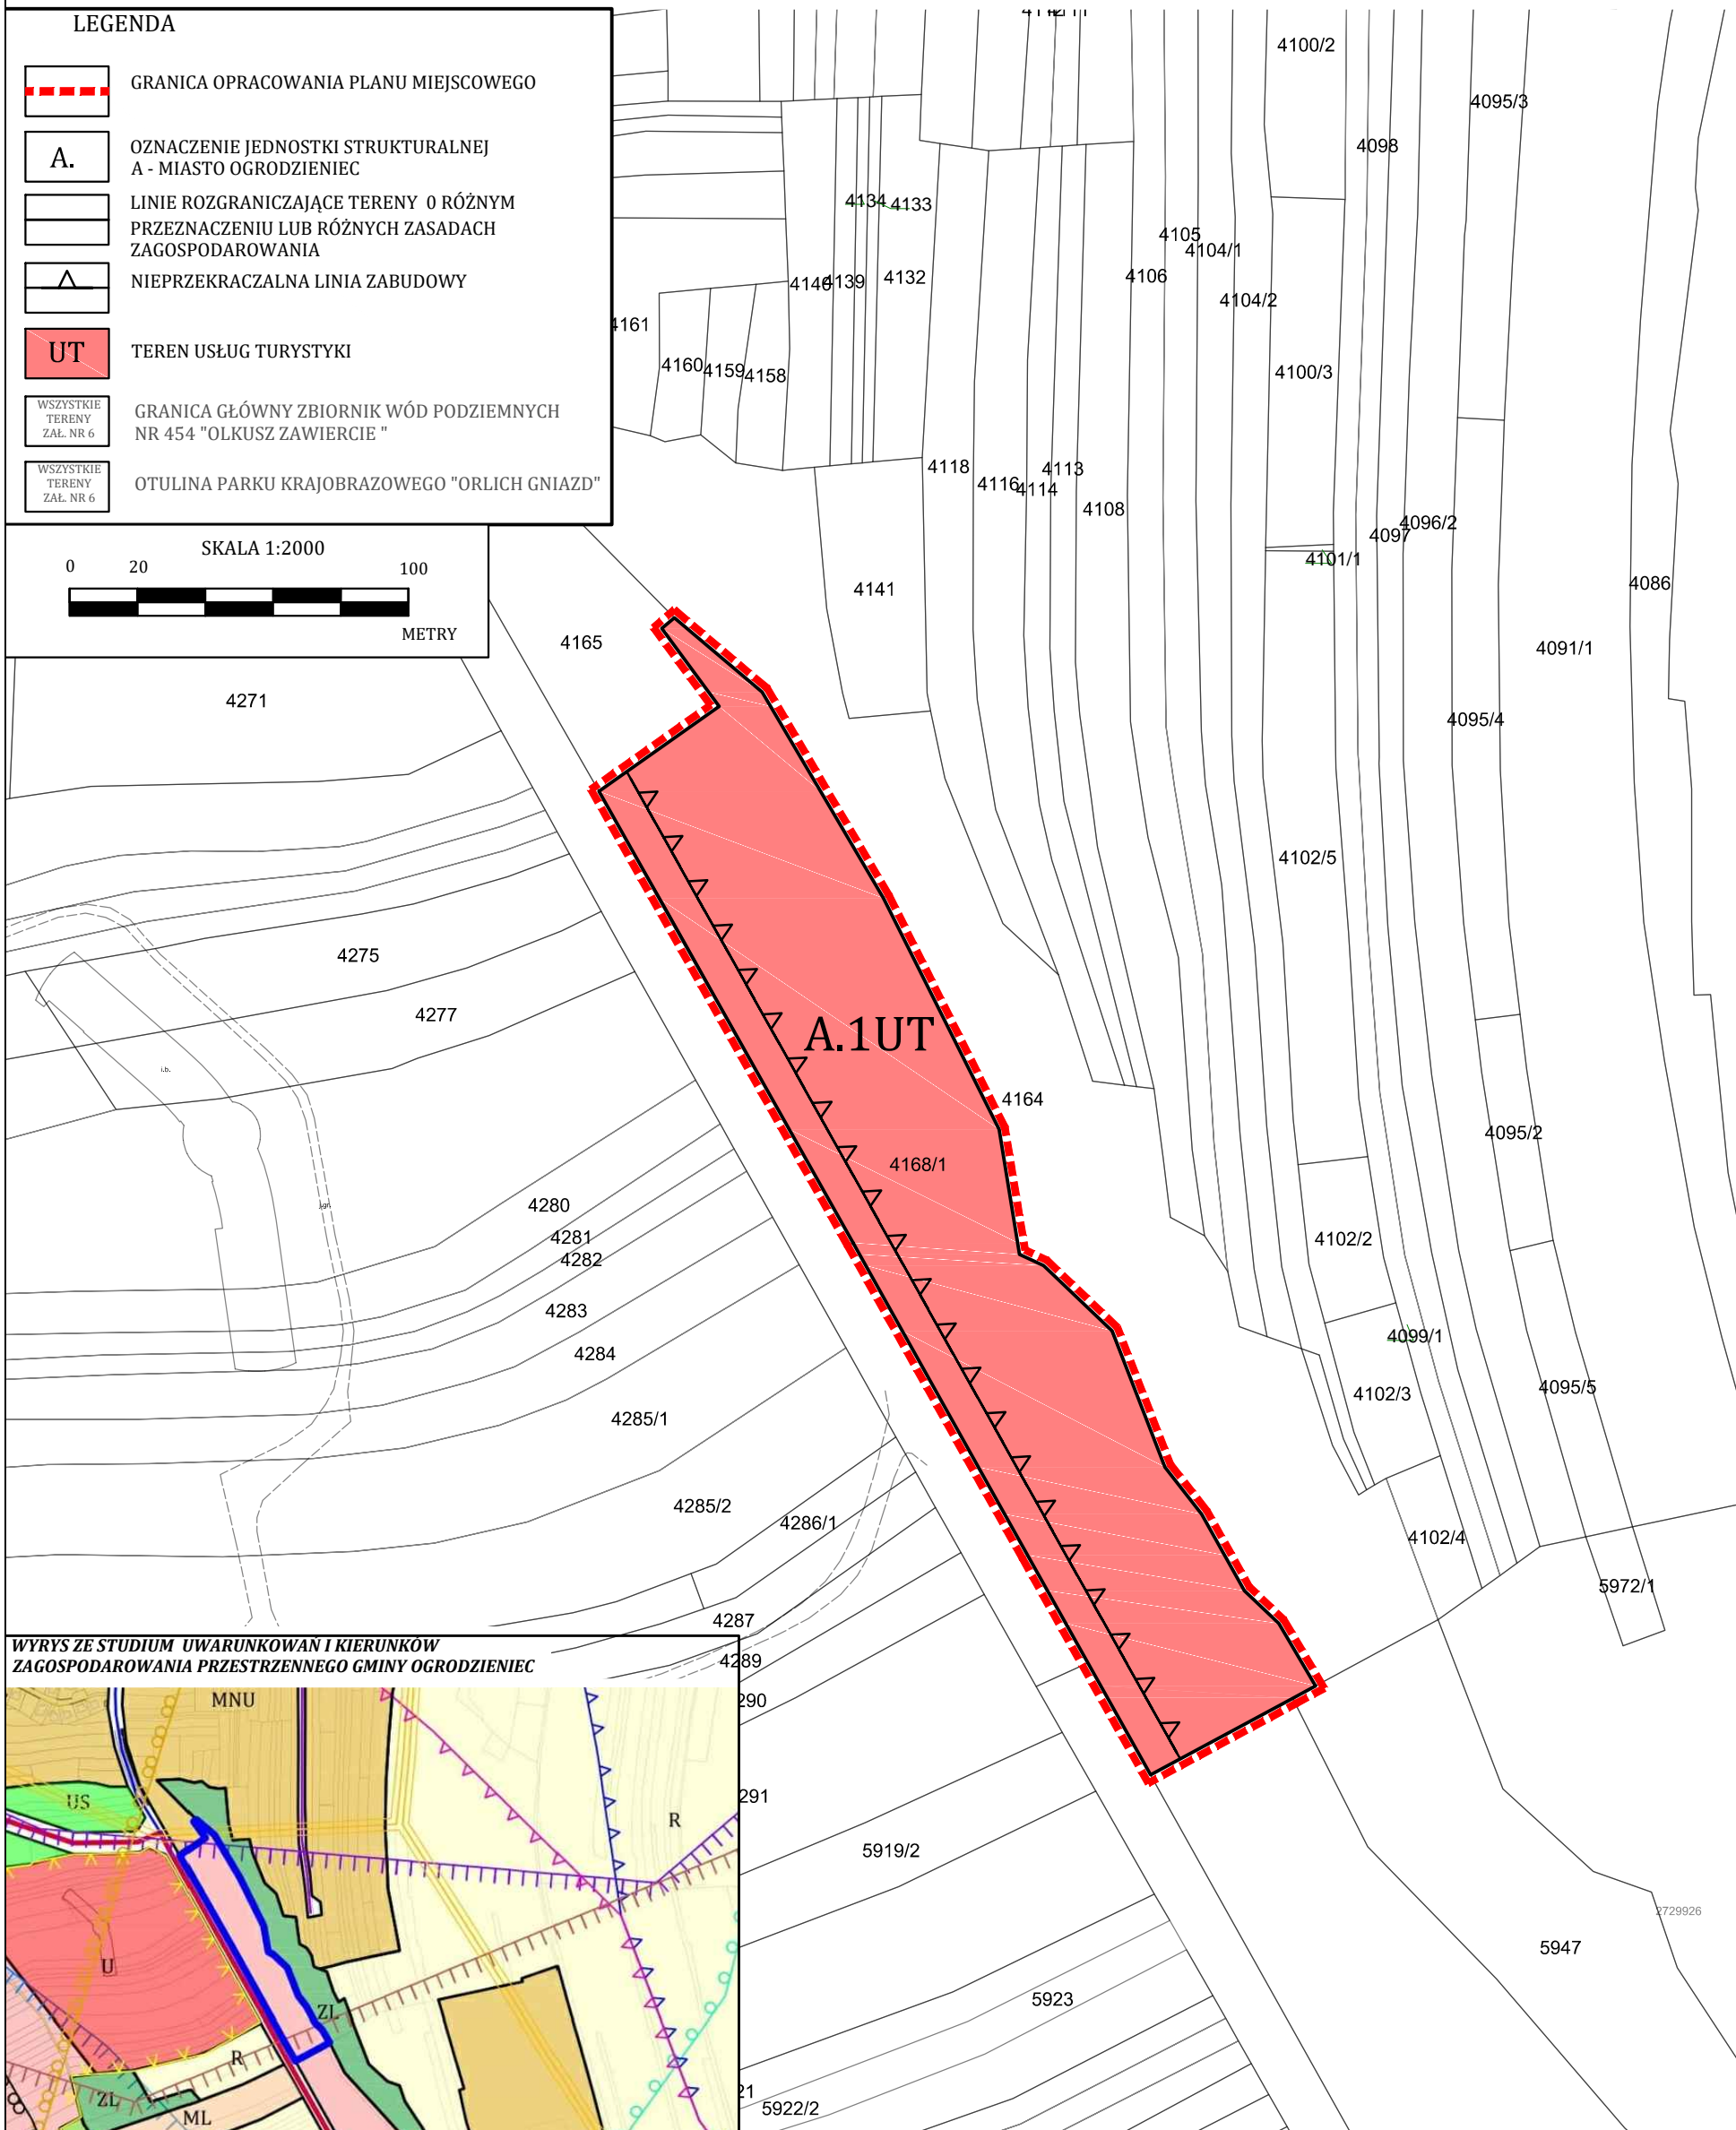 LEGENDA
GRANICA OPRACOWANIA PLANU MIEJSCOWEGO
A.
OZNACZENIE JEDNOSTKI STRUKTURALNEJ
A - MIASTO OGRODZIENIEC
LINIE ROZGRANICZAJĄCE TERENY 0 RÓŻNYM
PRZEZNACZENIU LUB RÓŻNYCH ZASADACH
ZAGOSPODAROWANIA
NIEPRZEKRACZALNA LINIA ZABUDOWY
UT
TEREN USŁUG TURYSTYKI
WSZYSTKIE
TERENY
ZAŁ. NR 6
GRANICA GŁÓWNY ZBIORNIK WÓD PODZIEMNYCH
NR 454 "OLKUSZ ZAWIERCIE "
WSZYSTKIE
TERENY
ZAŁ. NR 6
OTULINA PARKU KRAJOBRAZOWEGO "ORLICH GNIAZD"
SKALA 1:2000
0 20 100
METRY
4100/2
4095/3
4098
4134 4133
4105
4104/1
4106
4140 4139 4132
4104/2
4161
4160 4159 4158
4100/3
4118
4116 4114 4113
4108
4096/2
4097
4101/1
4141
4086
4165
4091/1
4271
4095/4
4102/5
4275
4277
A.1UT
4164
4095/2
4168/1
i.b.
4280
4281
4282
4102/2
4283
4284
4099/1
4102/3
4095/5
4285/1
4285/2
4286/1
4102/4
5972/1
4287
4289
290
291
5919/2
2729926
5947
5923
21
5922/2
WYRYS ZE STUDIUM UWARUNKOWAŃ I KIERUNKÓW
ZAGOSPODAROWANIA PRZESTRZENNEGO GMINY OGRODZIENIEC
MNU
US
R
U
ZL
R
ZL
ML